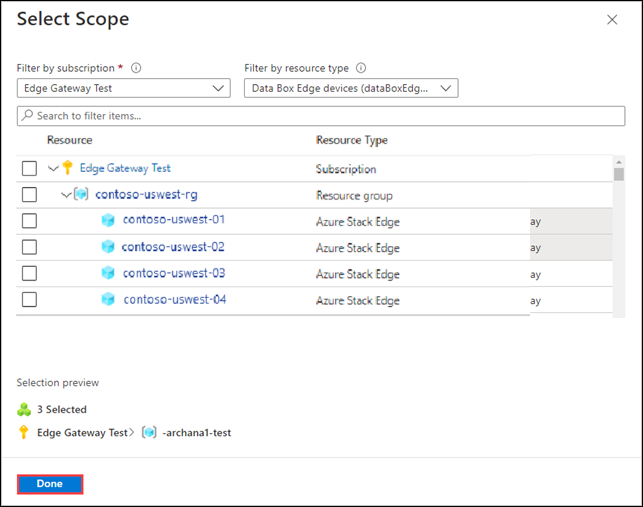 Select Scope
Filter by subscription * Filter by resource type
Edge Gateway Test Data Box Edge devices (dataBoxEdg...
Search to filter items...
Resource Resource Type
Edge Gateway Test Subscription
contoso-uswest-rg Resource group
contoso-uswest-01 Azure Stack Edge ay
contoso-uswest-02 Azure Stack Edge ay
contoso-uswest-03 Azure Stack Edge ay
contoso-uswest-04 Azure Stack Edge ay
Selection preview
3 Selected
Edge Gateway Test> -archana1-test
Done